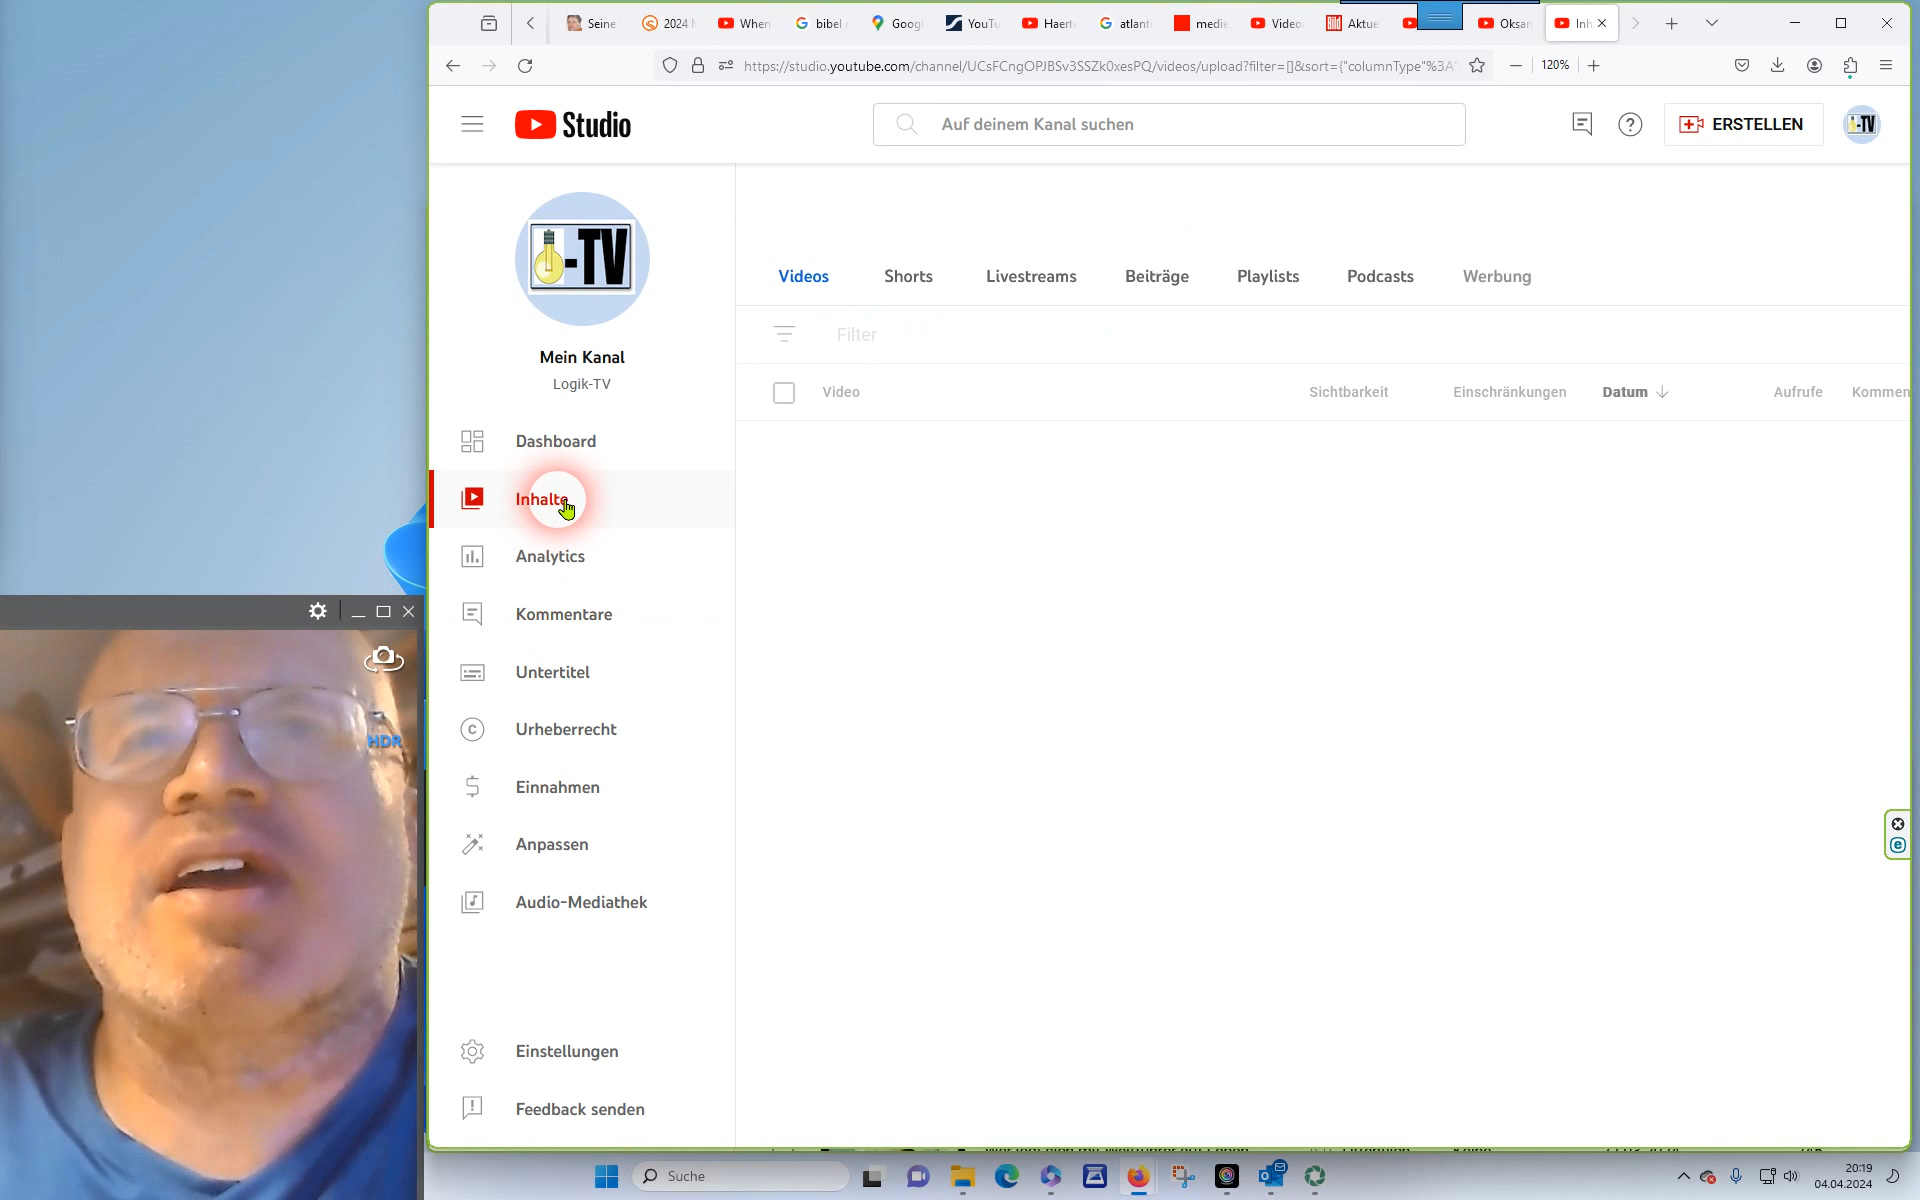 Seine
2024
When
bibel
Goog
YouTu
Haert
atlant
medie
Video
Aktue
Oksan
Inh
https://studio.youtube.com/channel/UCsFCngOPJBSv3SSZk0xesPQ/videos/upload?filter=[]&sort={"columnType"%3A"
120%
Studio
Auf deinem Kanal suchen
ERSTELLEN
-TV
-TV
Mein Kanal
Logik-TV
Dashboard
Inhalte
Analytics
Kommentare
Untertitel
Urheberrecht
Einnahmen
Anpassen
Audio-Mediathek
Einstellungen
Feedback senden
Videos Shorts Livestreams Beiträge Playlists Podcasts Werbung
Filter
Video Sichtbarkeit Einschränkungen Datum Aufrufe Kommen
HDR
Suche
20:19
04.04.2024